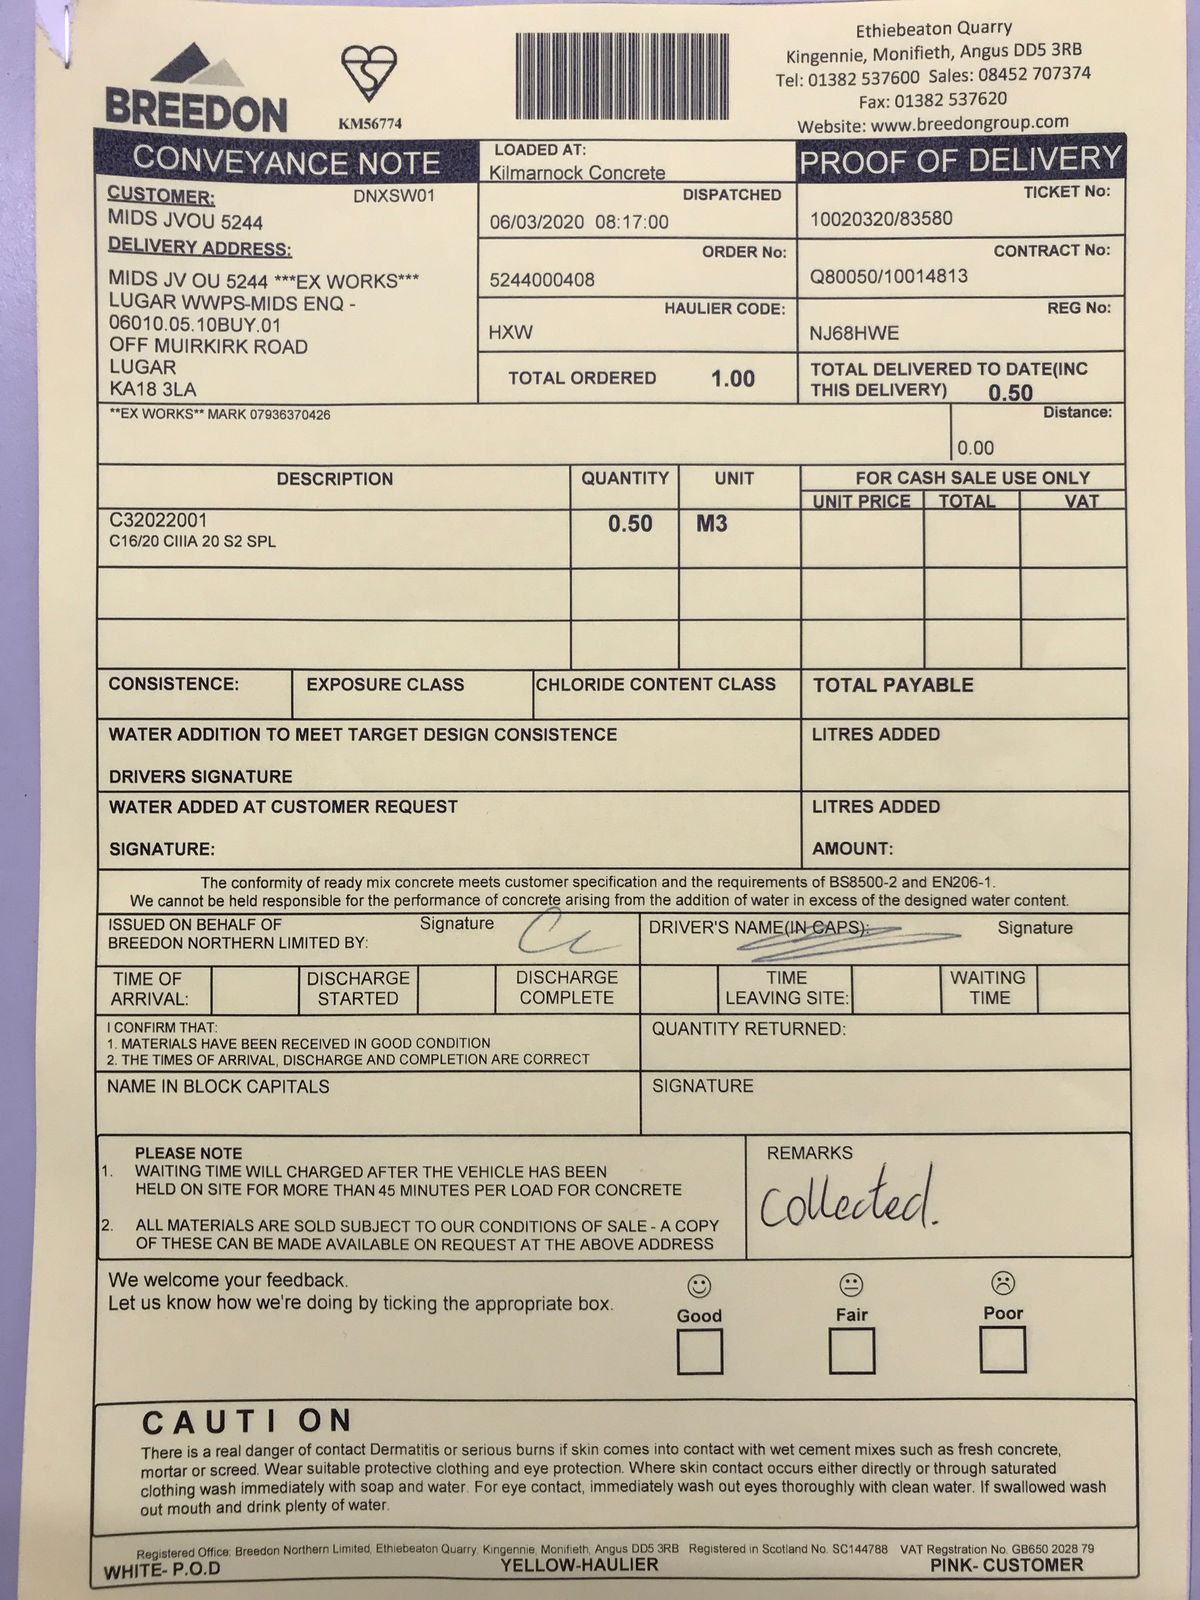 BREEDON
KM56774
Ethiebeaton Quarry
Kingennie, Monifieth, Angus DD5 3RB
Tel: 01382 537600 Sales: 08452 707374
Fax: 01382 537620
Website: www.breedongroup.com
CONVEYANCE NOTE
LOADED AT:
Kilmarnock Concrete
PROOF OF DELIVERY
CUSTOMER: DNXSW01
MIDS JVOU 5244
DISPATCHED
06/03/2020 08:17:00
TICKET No:
10020320/83580
DELIVERY ADDRESS:
MIDS JV OU 5244 ***EX WORKS***
LUGAR WWPS-MIDS ENQ -
06010.05.10BUY.01
OFF MUIRKIRK ROAD
LUGAR
KA18 3LA
ORDER No:
5244000408
CONTRACT No:
Q80050/10014813
HAULIER CODE:
HXW
REG No:
NJ68HWE
TOTAL ORDERED 1.00
TOTAL DELIVERED TO DATE(INC
THIS DELIVERY) 0.50
**EX WORKS** MARK 07936370426
Distance:
0.00
DESCRIPTION QUANTITY UNIT FOR CASH SALE USE ONLY
UNIT PRICE TOTAL VAT
C32022001 0.50 M3
C16/20 CIIIA 20 S2 SPL
CONSISTENCE: EXPOSURE CLASS CHLORIDE CONTENT CLASS TOTAL PAYABLE
WATER ADDITION TO MEET TARGET DESIGN CONSISTENCE LITRES ADDED
DRIVERS SIGNATURE
WATER ADDED AT CUSTOMER REQUEST LITRES ADDED
SIGNATURE: AMOUNT:
The conformity of ready mix concrete meets customer specification and the requirements of BS8500-2 and EN206-1.
We cannot be held responsible for the performance of concrete arising from the addition of water in excess of the designed water content.
ISSUED ON BEHALF OF Signature
BREEDON NORTHERN LIMITED BY:
DRIVER'S NAME(IN CAPS): Signature
TIME OF
ARRIVAL:
DISCHARGE
STARTED
DISCHARGE
COMPLETE
TIME
LEAVING SITE:
WAITING
TIME
I CONFIRM THAT:
1. MATERIALS HAVE BEEN RECEIVED IN GOOD CONDITION
2. THE TIMES OF ARRIVAL, DISCHARGE AND COMPLETION ARE CORRECT
QUANTITY RETURNED:
NAME IN BLOCK CAPITALS SIGNATURE
PLEASE NOTE
1. WAITING TIME WILL CHARGED AFTER THE VEHICLE HAS BEEN
HELD ON SITE FOR MORE THAN 45 MINUTES PER LOAD FOR CONCRETE
2. ALL MATERIALS ARE SOLD SUBJECT TO OUR CONDITIONS OF SALE - A COPY
OF THESE CAN BE MADE AVAILABLE ON REQUEST AT THE ABOVE ADDRESS
REMARKS
collected.
We welcome your feedback.
Let us know how we're doing by ticking the appropriate box.
Good Fair Poor
CAUTION
There is a real danger of contact Dermatitis or serious burns if skin comes into contact with wet cement mixes such as fresh concrete,
mortar or screed. Wear suitable protective clothing and eye protection. Where skin contact occurs either directly or through saturated
clothing wash immediately with soap and water. For eye contact, immediately wash out eyes thoroughly with clean water. If swallowed wash
out mouth and drink plenty of water.
Registered Office: Breedon Northern Limited, Ethiebeaton Quarry, Kingennie, Monifieth, Angus DD5 3RB Registered in Scotland No. SC144788 VAT Regstration No. GB650 2028 79
WHITE- P.O.D YELLOW-HAULIER PINK- CUSTOMER